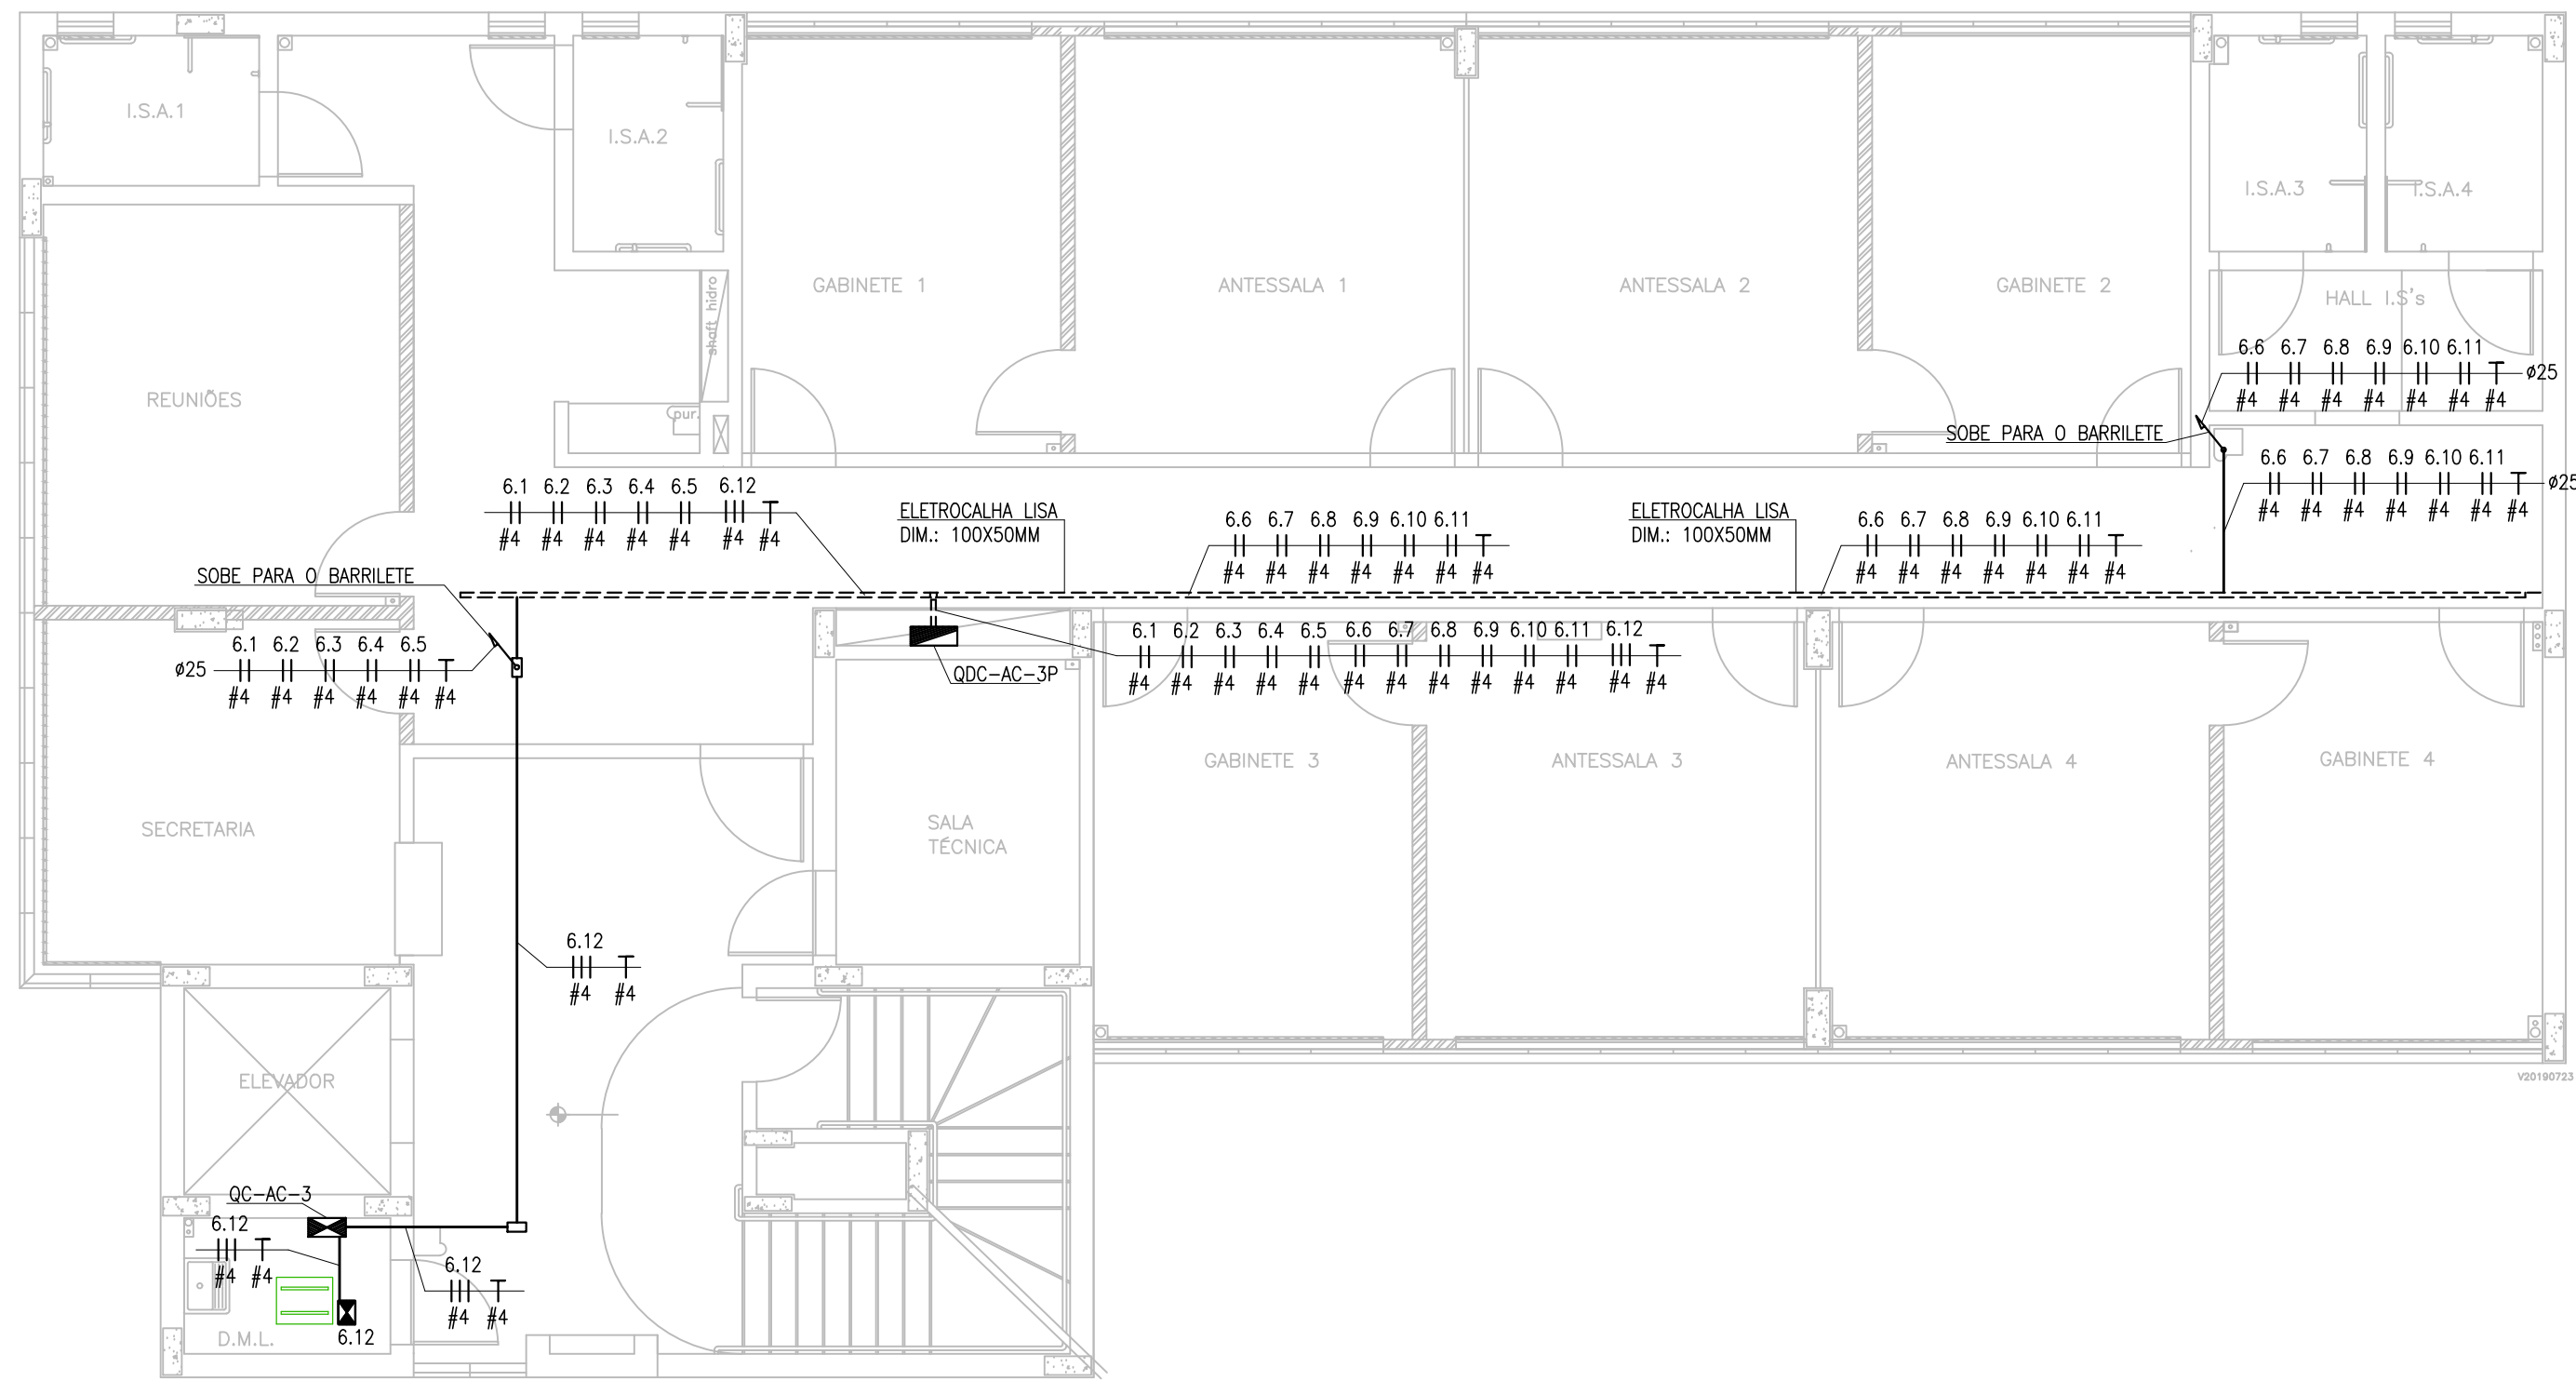 I.S.A.1
I.S.A.2
I.S.A.3
I.S.A.4
GABINETE 1
ANTESSALA 1
ANTESSALA 2
GABINETE 2
HALL I.S's
shaft hidro
REUNIÕES
pur.
6.6 6.7 6.8 6.9 6.10 6.11
ø25
#4 #4 #4 #4 #4 #4 #4
SOBE PARA O BARRILETE
6.6 6.7 6.8 6.9 6.10 6.11
ø25
#4 #4 #4 #4 #4 #4 #4
6.1 6.2 6.3 6.4 6.5 6.12
#4 #4 #4 #4 #4 #4 #4
ELETROCALHA LISA
DIM.: 100X50MM
6.6 6.7 6.8 6.9 6.10 6.11
#4 #4 #4 #4 #4 #4 #4
ELETROCALHA LISA
DIM.: 100X50MM
6.6 6.7 6.8 6.9 6.10 6.11
#4 #4 #4 #4 #4 #4 #4
SOBE PARA O BARRILETE
6.1 6.2 6.3 6.4 6.5
ø25
#4 #4 #4 #4 #4 #4
QDC-AC-3P
6.1 6.2 6.3 6.4 6.5 6.6 6.7 6.8 6.9 6.10 6.11 6.12
#4 #4 #4 #4 #4 #4 #4 #4 #4 #4 #4 #4 #4
GABINETE 3
ANTESSALA 3
ANTESSALA 4
GABINETE 4
SECRETARIA
SALA
TÉCNICA
6.12
#4 #4
V20190723
ELEVADOR
QC-AC-3
6.12
#4 #4
6.12
#4 #4
6.12
D.M.L.